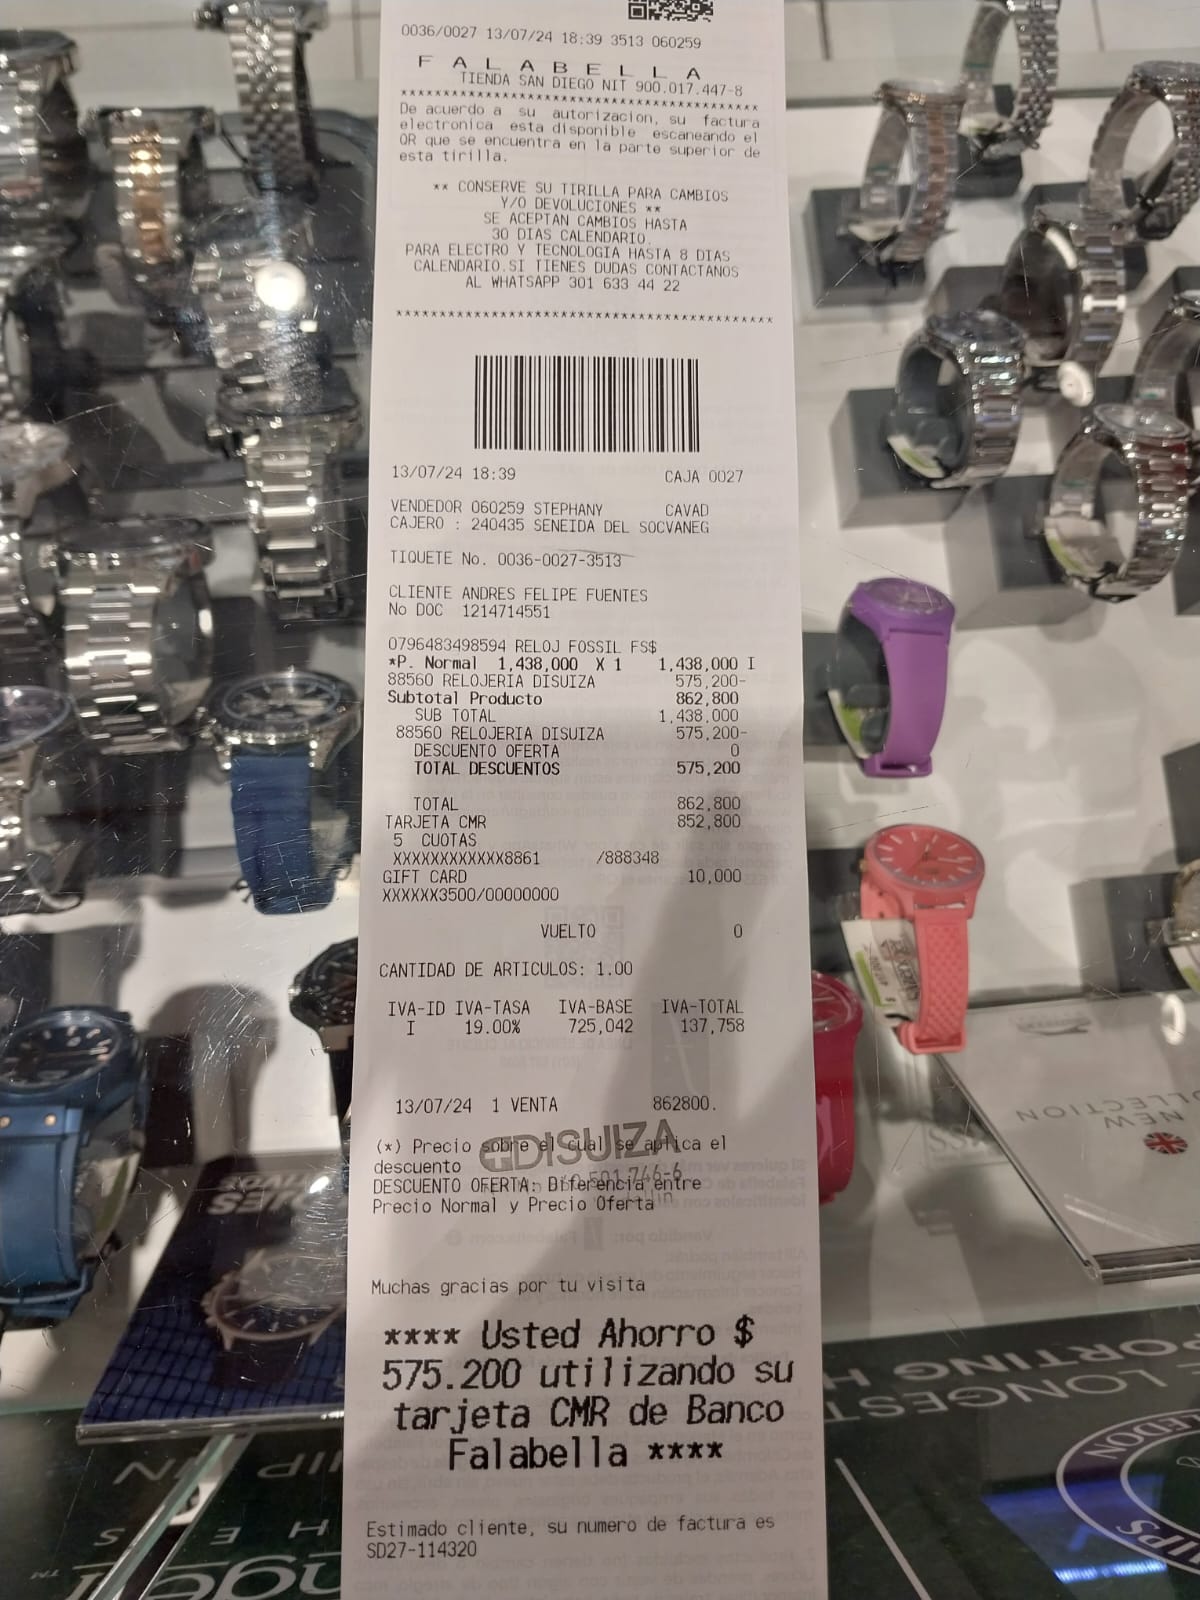 0036/0027 13/07/24 18:39 3513 060259
FALABELLA
TIENDA SAN DIEGO NIT 900.017.447-8
De acuerdo a su autorizacion, su factura
electronica esta disponible escaneando el
QR que se encuentra en la parte superior de
esta tirilla.
** CONSERVE SU TIRILLA PARA CAMBIOS
Y/O DEVOLUCIONES **
SE ACEPTAN CAMBIOS HASTA
30 DIAS CALENDARIO.
PARA ELECTRO Y TECNOLOGIA HASTA 8 DIAS
CALENDARIO.SI TIENES DUDAS CONTACTANOS
AL WHATSAPP 301 633 44 22
13/07/24 18:39 CAJA 0027
VENDEDOR 060259 STEPHANY CAVAD
CAJERO : 240435 SENEIDA DEL SOCVANEG
TIQUETE No. 0036-0027-3513
CLIENTE ANDRES FELIPE FUENTES
No DOC 1214714551
0796483498594 RELOJ FOSSIL FS$
*P. Normal 1,438,000 X 1 1,438,000 I
88560 RELOJERIA DISUIZA 575,200-
Subtotal Producto 862,800
SUB TOTAL 1,438,000
88560 RELOJERIA DISUIZA 575,200-
DESCUENTO OFERTA 0
TOTAL DESCUENTOS 575,200
TOTAL 862,800
TARJETA CMR 852,800
5 CUOTAS
XXXXXXXXXXXX8861 /888348
GIFT CARD 10,000
XXXXXX3500/00000000
VUELTO 0
CANTIDAD DE ARTICULOS: 1.00
IVA-ID IVA-TASA IVA-BASE IVA-TOTAL
I 19.00% 725,042 137,758
13/07/24 1 VENTA 862800.
DISUIZA
(*) Precio sobre el cual se aplica el
descuento
DESCUENTO OFERTA: Diferencia entre
Precio Normal y Precio Oferta
Muchas gracias por tu visita
**** Usted Ahorro $
575.200 utilizando su
tarjeta CMR de Banco
Falabella ****
Estimado cliente, su numero de factura es
SD27-114320
NEW
COLLECTION
LONGEST